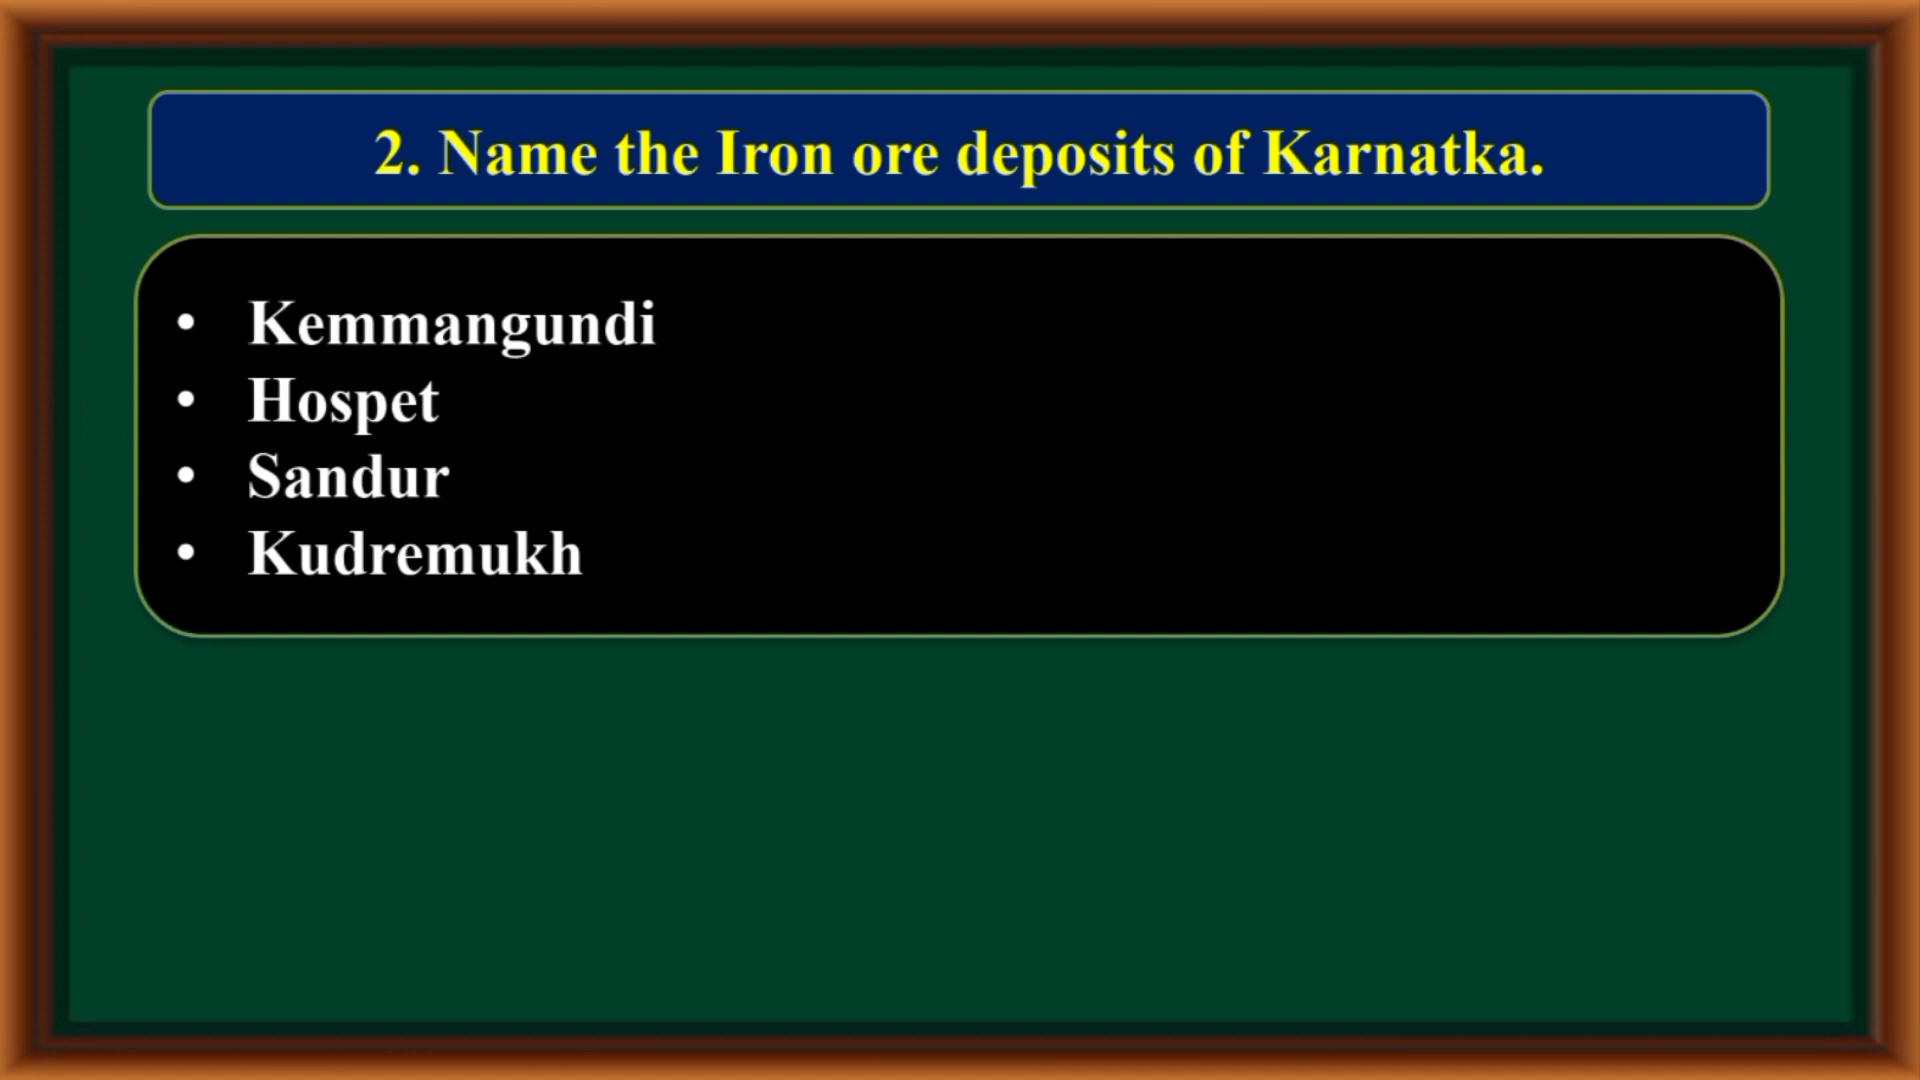 2. Name the Iron ore deposits of Karnatka.
• Kemmangundi
• Hospet
• Sandur
• Kudremukh